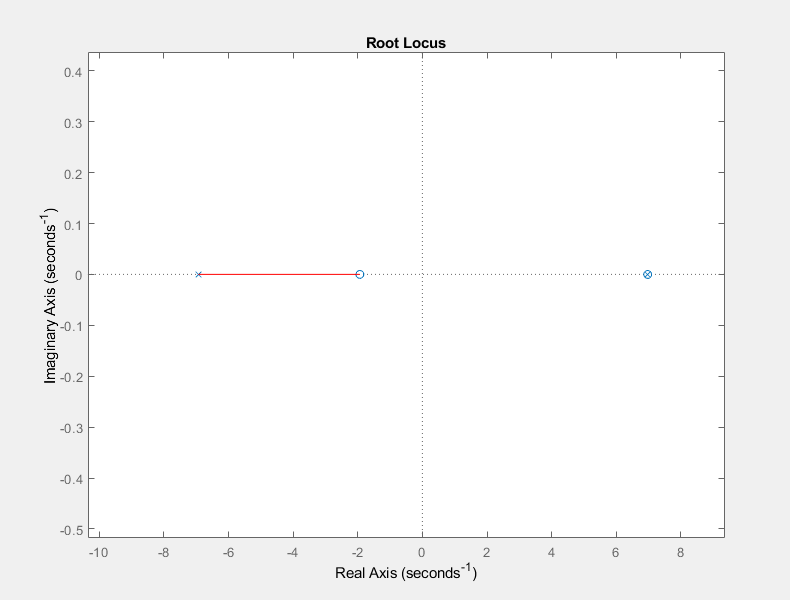 Root Locus
Imaginary Axis (seconds⁻¹)
0.4
0.3
0.2
0.1
0
-0.1
-0.2
-0.3
-0.4
-0.5
-10 -8 -6 -4 -2 0 2 4 6 8
Real Axis (seconds⁻¹)